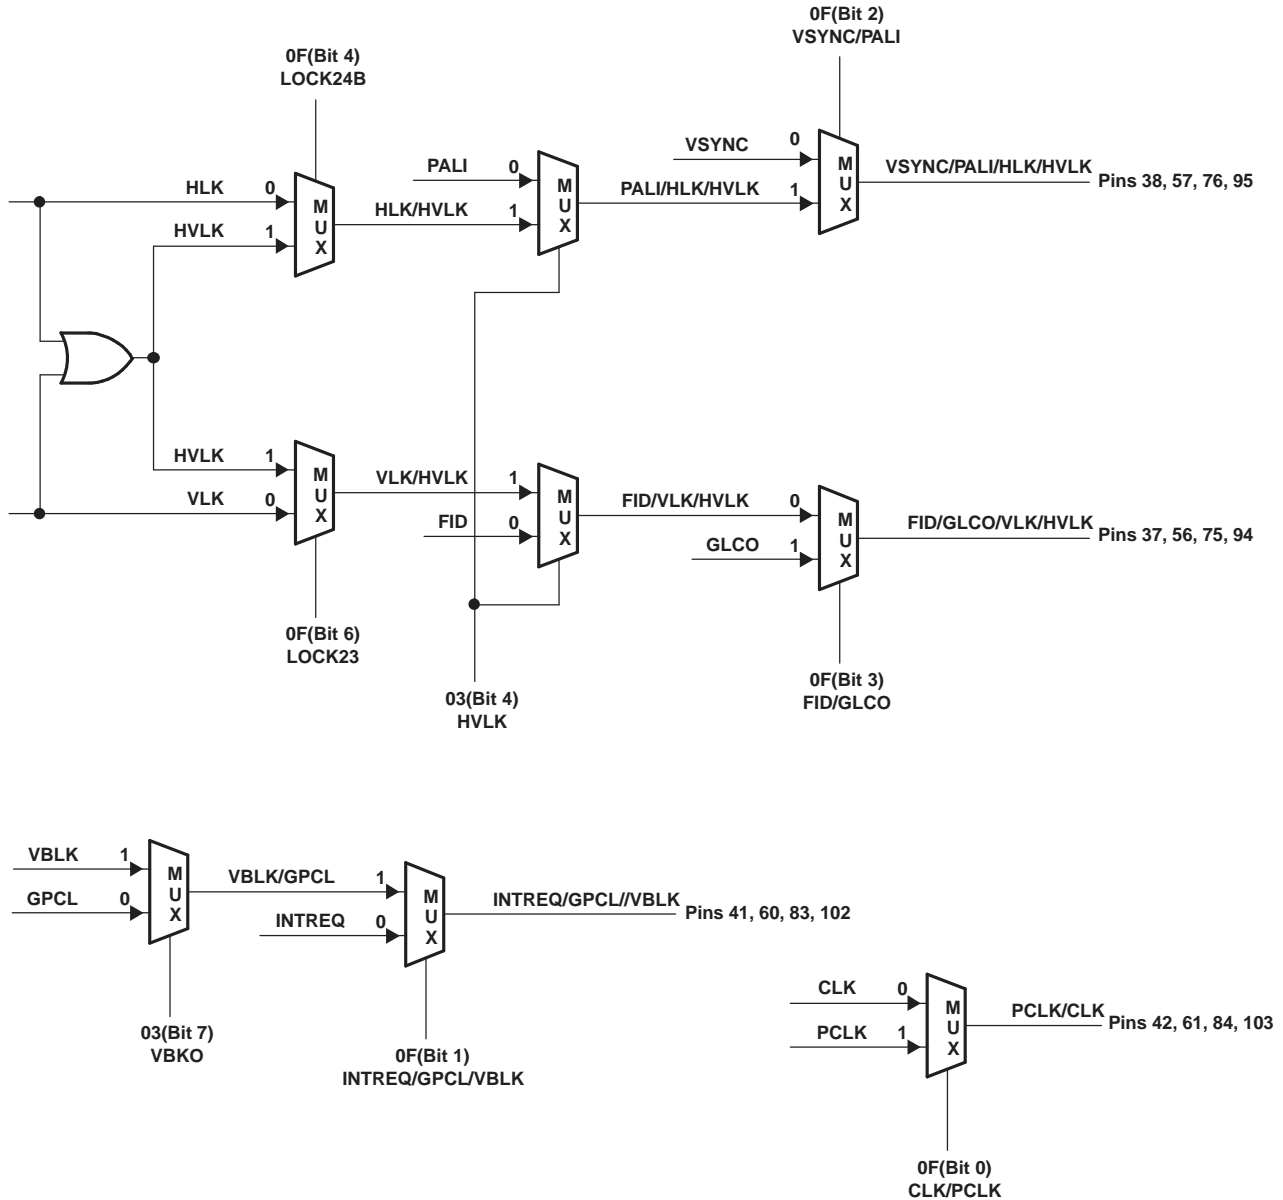 0F(Bit 2)
VSYNC/PALI
0F(Bit 4)
LOCK24B
VSYNC 0
PALI 0
M
U
X
VSYNC/PALI/HLK/HVLK
Pins 38, 57, 76, 95
HLK 0
M
U
X
PALI/HLK/HVLK 1
M
U
X
HLK/HVLK 1
HVLK 1
HVLK 1
M
U
X
VLK/HVLK 1
VLK 0
M
U
X
FID/VLK/HVLK 0
FID 0
M
U
X
FID/GLCO/VLK/HVLK
Pins 37, 56, 75, 94
GLCO 1
0F(Bit 6)
LOCK23
03(Bit 4)
HVLK
0F(Bit 3)
FID/GLCO
VBLK 1
M
U
X
VBLK/GPCL 1
GPCL 0
M
U
X
INTREQ/GPCL//VBLK
Pins 41, 60, 83, 102
INTREQ 0
03(Bit 7)
VBKO
0F(Bit 1)
INTREQ/GPCL/VBLK
CLK 0
M
U
X
PCLK/CLK
Pins 42, 61, 84, 103
PCLK 1
0F(Bit 0)
CLK/PCLK